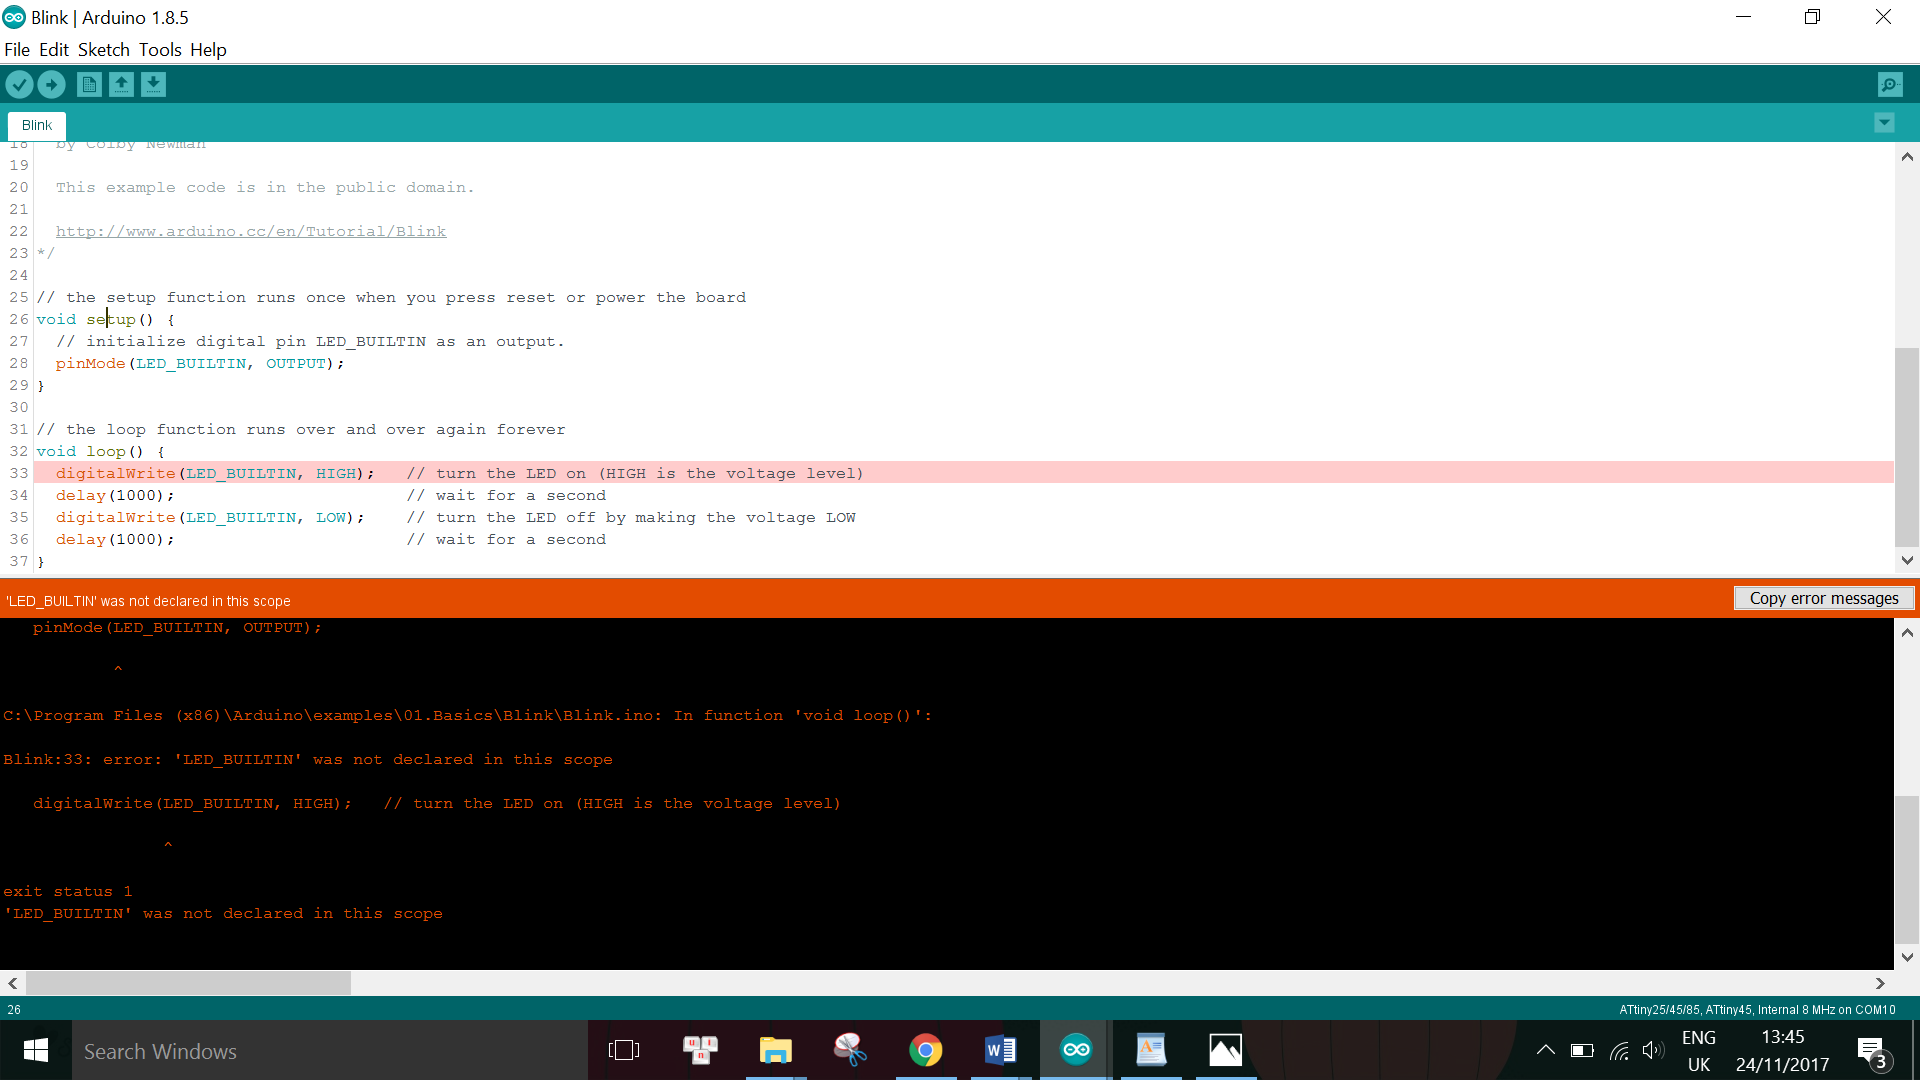 Blink | Arduino 1.8.5
File Edit Sketch Tools Help
Blink
18 by Colby Newman
19
20 This example code is in the public domain.
21
22 http://www.arduino.cc/en/Tutorial/Blink
23 */
24
25 // the setup function runs once when you press reset or power the board
26 void setup() {
27 // initialize digital pin LED_BUILTIN as an output.
28 pinMode(LED_BUILTIN, OUTPUT);
29 }
30
31 // the loop function runs over and over again forever
32 void loop() {
33 digitalWrite(LED_BUILTIN, HIGH); // turn the LED on (HIGH is the voltage level)
34 delay(1000); // wait for a second
35 digitalWrite(LED_BUILTIN, LOW); // turn the LED off by making the voltage LOW
36 delay(1000); // wait for a second
37 }
'LED_BUILTIN' was not declared in this scope
Copy error messages
pinMode(LED_BUILTIN, OUTPUT);
^
C:\Program Files (x86)\Arduino\examples\01.Basics\Blink\Blink.ino: In function 'void loop()':
Blink:33: error: 'LED_BUILTIN' was not declared in this scope
digitalWrite(LED_BUILTIN, HIGH); // turn the LED on (HIGH is the voltage level)
^
exit status 1
'LED_BUILTIN' was not declared in this scope
26
ATtiny25/45/85, ATtiny45, Internal 8 MHz on COM10
Search Windows
ENG
UK
13:45
24/11/2017
3